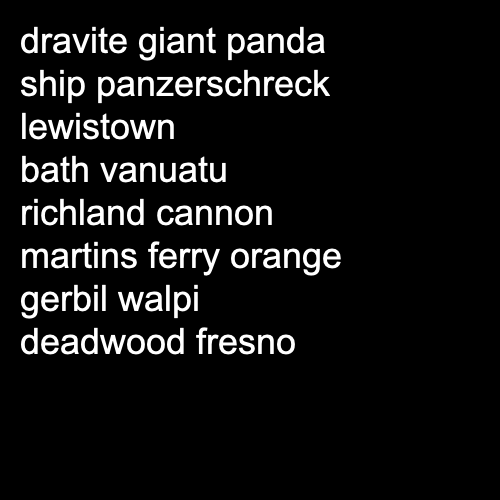 dravite giant panda
ship panzerschreck
lewistown
bath vanuatu
richland cannon
martins ferry orange
gerbil walpi
deadwood fresno